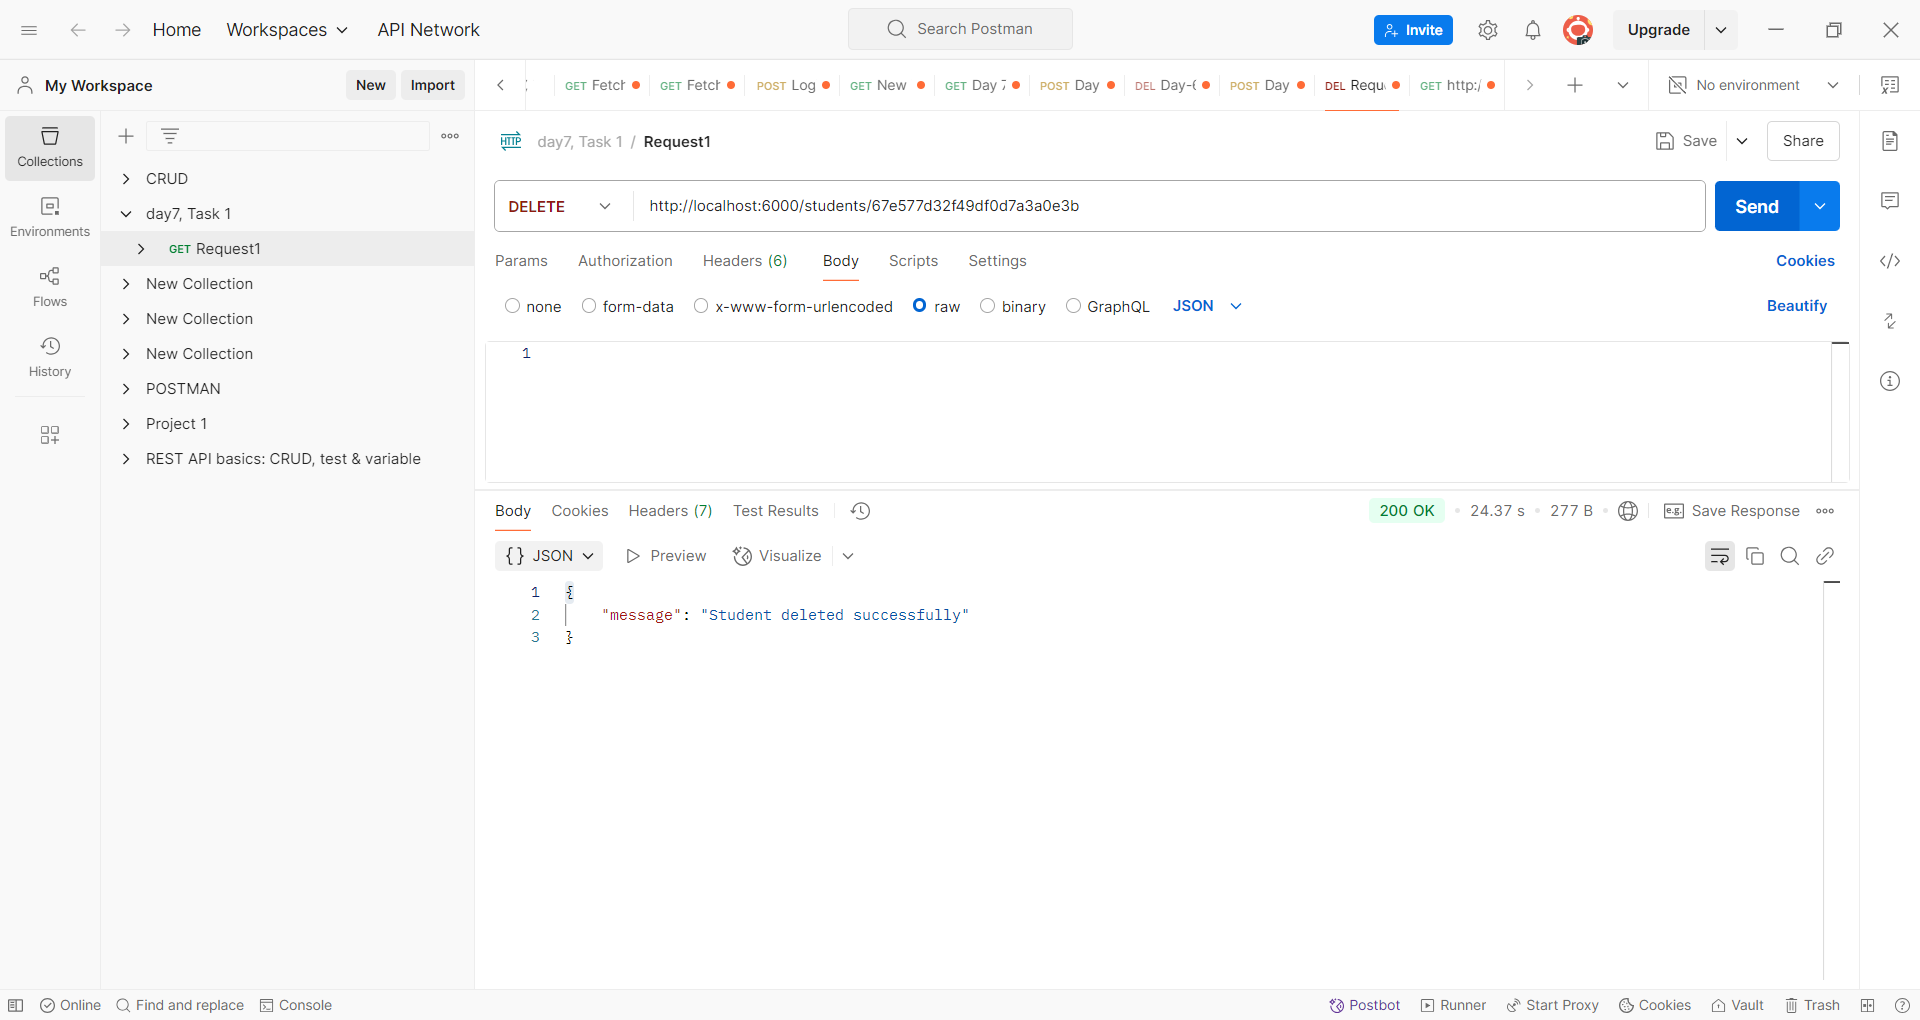 Home
Workspaces
API Network
Search Postman
Invite
Upgrade
My Workspace
New
Import
GET Fetch
GET Fetch
POST Log
GET New
GET Day 7
POST Day
DEL Day-6
POST Day
DEL Requ
GET http:/
No environment
Collections
Environments
Flows
History
CRUD
day7, Task 1
GET Request1
New Collection
New Collection
New Collection
POSTMAN
Project 1
REST API basics: CRUD, test & variable
HTTP day7, Task 1 / Request1
Save
Share
DELETE
http://localhost:6000/students/67e577d32f49df0d7a3a0e3b
Send
Params
Authorization
Headers (6)
Body
Scripts
Settings
Cookies
none
form-data
x-www-form-urlencoded
raw
binary
GraphQL
JSON
Beautify
1
Body
Cookies
Headers (7)
Test Results
200 OK
24.37 s
277 B
e.g. Save Response
{} JSON
Preview
Visualize
1 {
2 "message": "Student deleted successfully"
3 }
Online
Find and replace
Console
Postbot
Runner
Start Proxy
Cookies
Vault
Trash